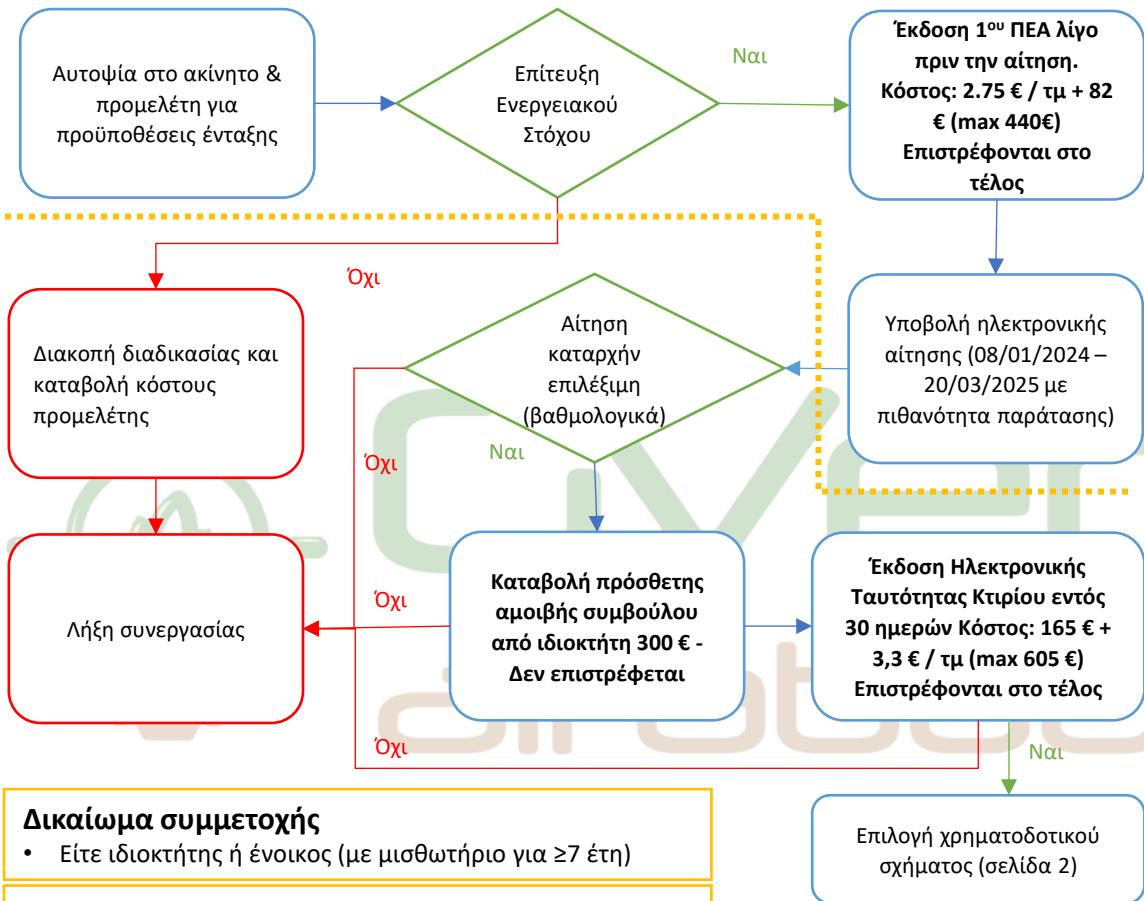 Αυτοψία στο ακίνητο &
προμελέτη για
προϋποθέσεις ένταξης
Επίτευξη
Ενεργειακού
Στόχου
Ναι
Έκδοση 1ου ΠΕΑ λίγο
πριν την αίτηση.
Κόστος: 2.75 € / τμ + 82
€ (max 440€)
Επιστρέφονται στο
τέλος
Όχι
Διακοπή διαδικασίας και
καταβολή κόστους
προμελέτης
Αίτηση
καταρχήν
επιλέξιμη
(βαθμολογικά)
Υποβολή ηλεκτρονικής
αίτησης (08/01/2024 –
20/03/2025 με
πιθανότητα παράτασης)
Όχι
Ναι
Λήξη συνεργασίας
Όχι
Καταβολή πρόσθετης
αμοιβής συμβούλου
από ιδιοκτήτη 300 € -
Δεν επιστρέφεται
Έκδοση Ηλεκτρονικής
Ταυτότητας Κτιρίου εντός
30 ημερών Κόστος: 165 € +
3,3 € / τμ (max 605 €)
Επιστρέφονται στο τέλος
Όχι
Ναι
Δικαίωμα συμμετοχής
• Είτε ιδιοκτήτης ή ένοικος (με μισθωτήριο για ≥7 έτη)
Επιλογή χρηματοδοτικού
σχήματος (σελίδα 2)